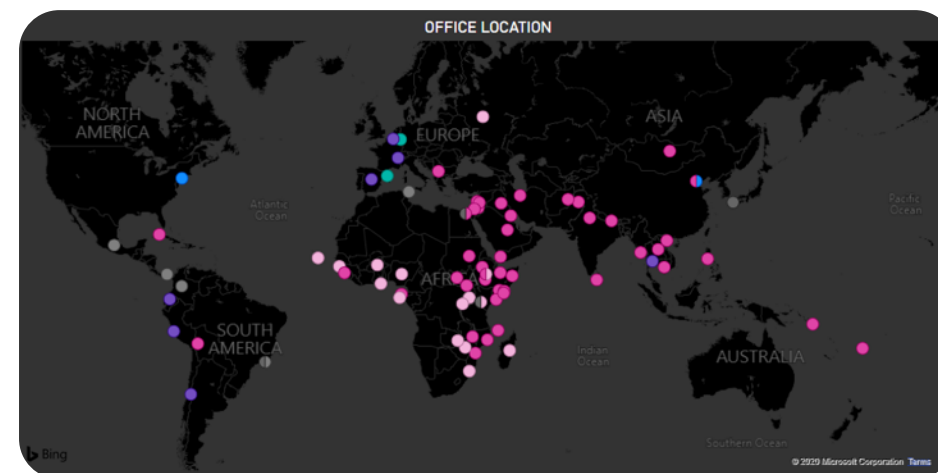 OFFICE LOCATION
NORTH
AMERICA
EUROPE
ASIA
Atlantic
Ocean
Pacific
Ocean
AFRICA
SOUTH
AMERICA
Indian
Ocean
AUSTRALIA
Southern Ocean
Bing
© 2020 Microsoft Corporation Terms